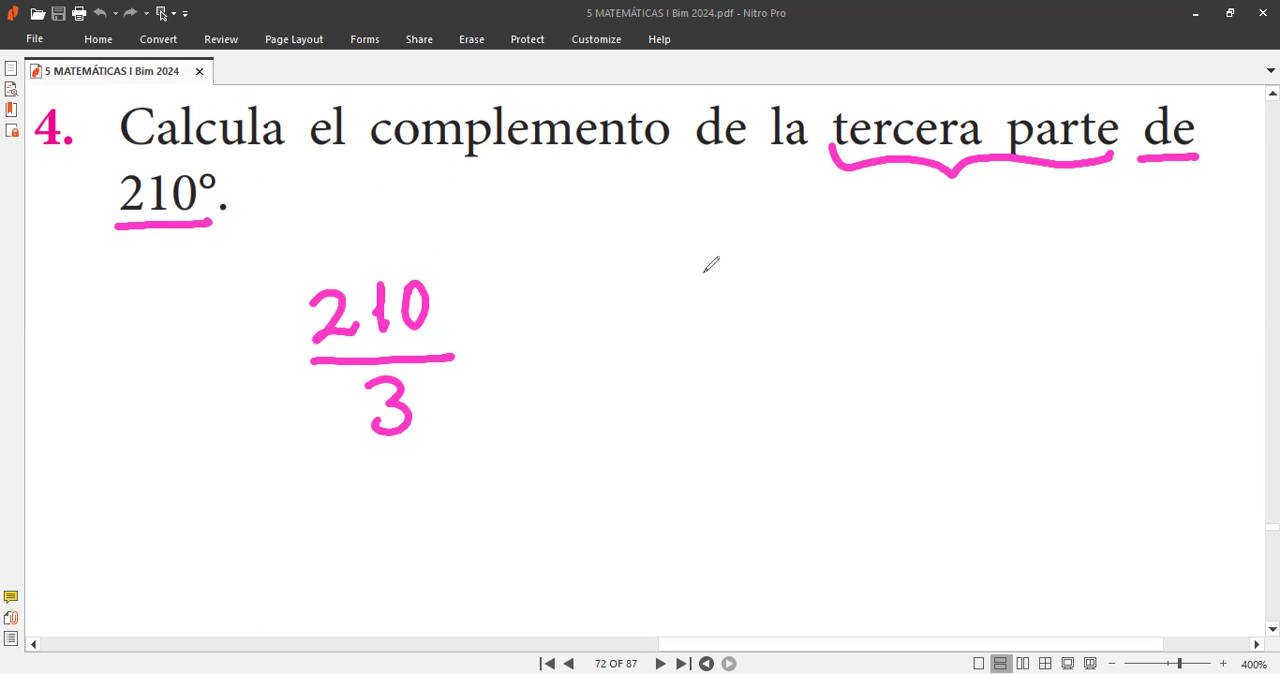 5 MATEMÁTICAS I Bim 2024.pdf - Nitro Pro
File Home Convert Review Page Layout Forms Share Erase Protect Customize Help
5 MATEMÁTICAS I Bim 2024
4. Calcula el complemento de la tercera parte de
210º.
210
3
72 OF 87
400%